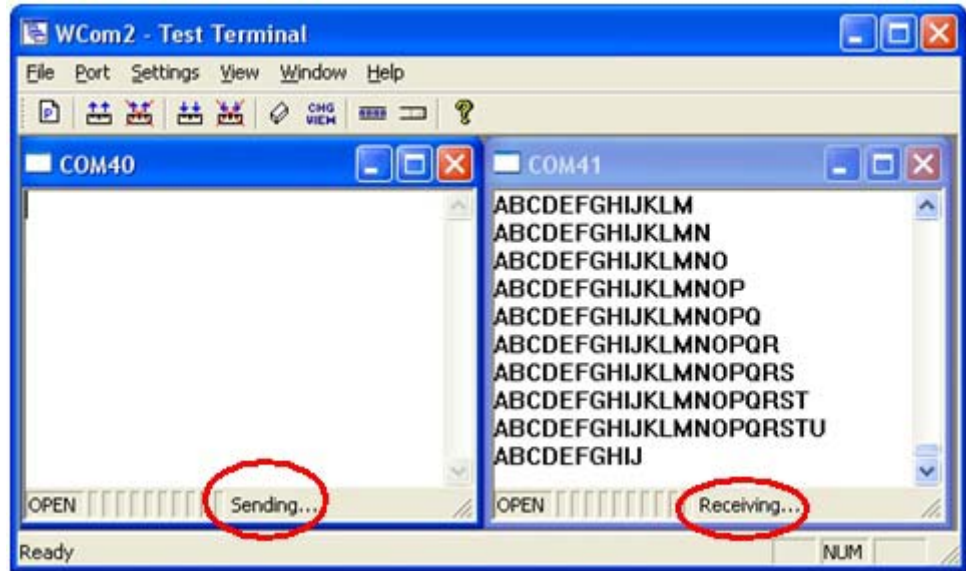 WCom2 - Test Terminal
File Port Settings View Window Help
P CHG VIEW ?
COM40
COM41
ABCDEFGHIJKLM
ABCDEFGHIJKLMN
ABCDEFGHIJKLMNO
ABCDEFGHIJKLMNOP
ABCDEFGHIJKLMNOPQ
ABCDEFGHIJKLMNOPQR
ABCDEFGHIJKLMNOPQRS
ABCDEFGHIJKLMNOPQRST
ABCDEFGHIJKLMNOPQRSTU
ABCDEFGHIJ
OPEN Sending...
OPEN Receiving...
Ready NUM